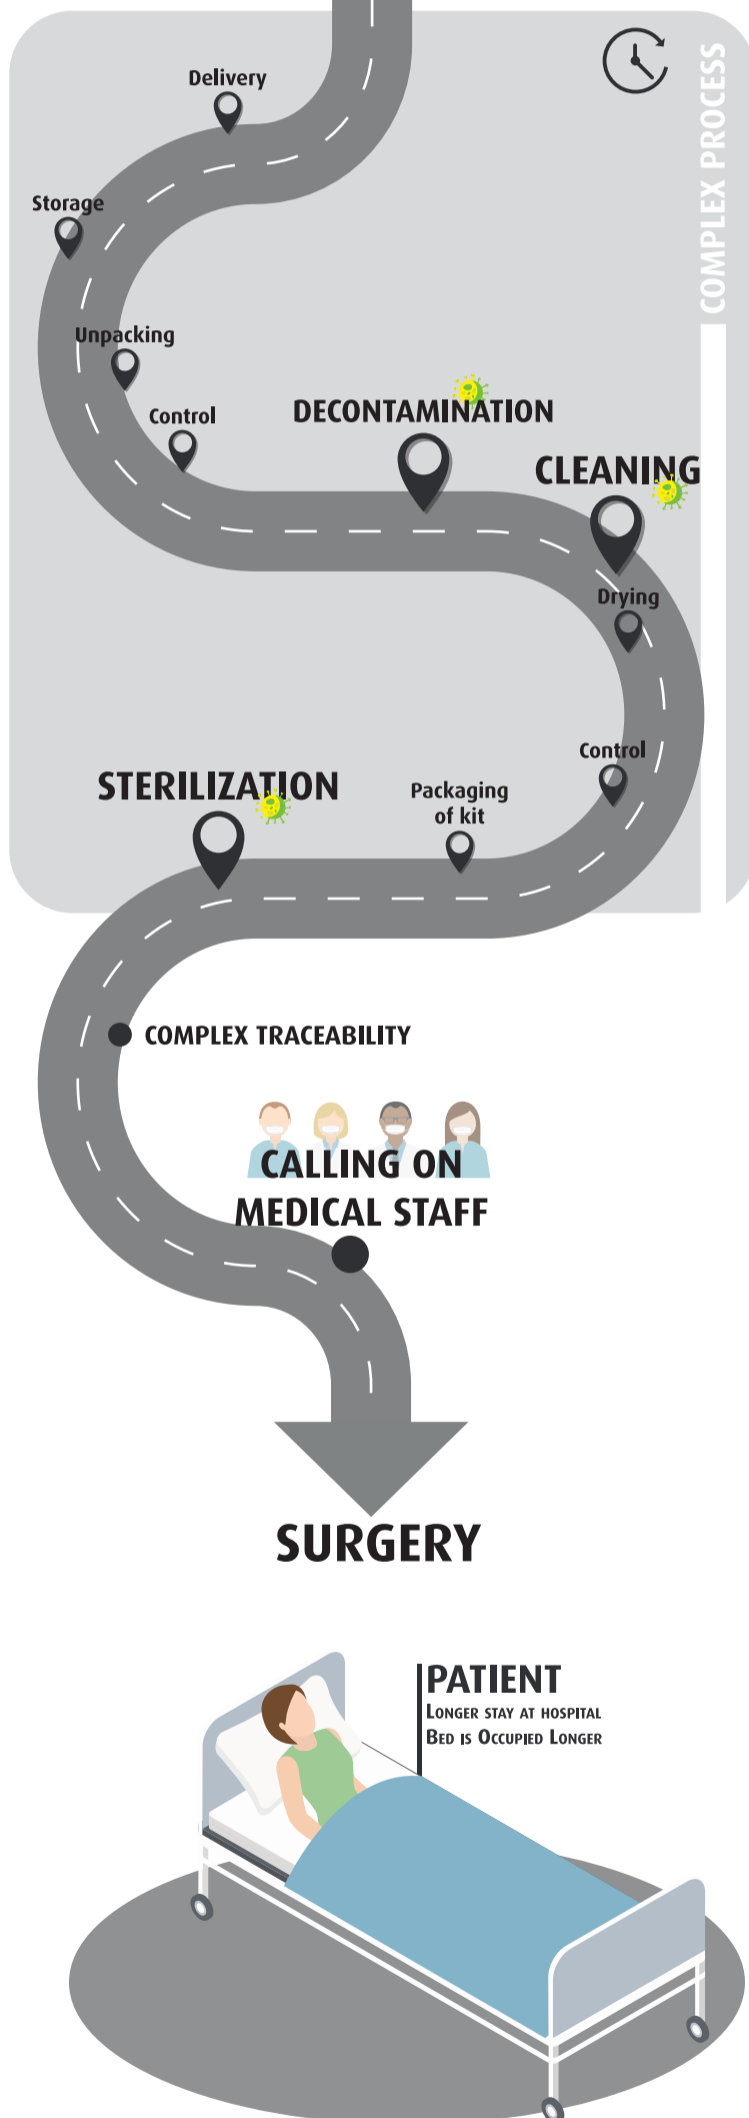 COMPLEX PROCESS
Delivery
Storage
Unpacking
Control
DECONTAMINATION
CLEANING
Drying
Control
Packaging
of kit
STERILIZATION
COMPLEX TRACEABILITY
CALLING ON
MEDICAL STAFF
SURGERY
PATIENT
LONGER STAY AT HOSPITAL
BED IS OCCUPIED LONGER